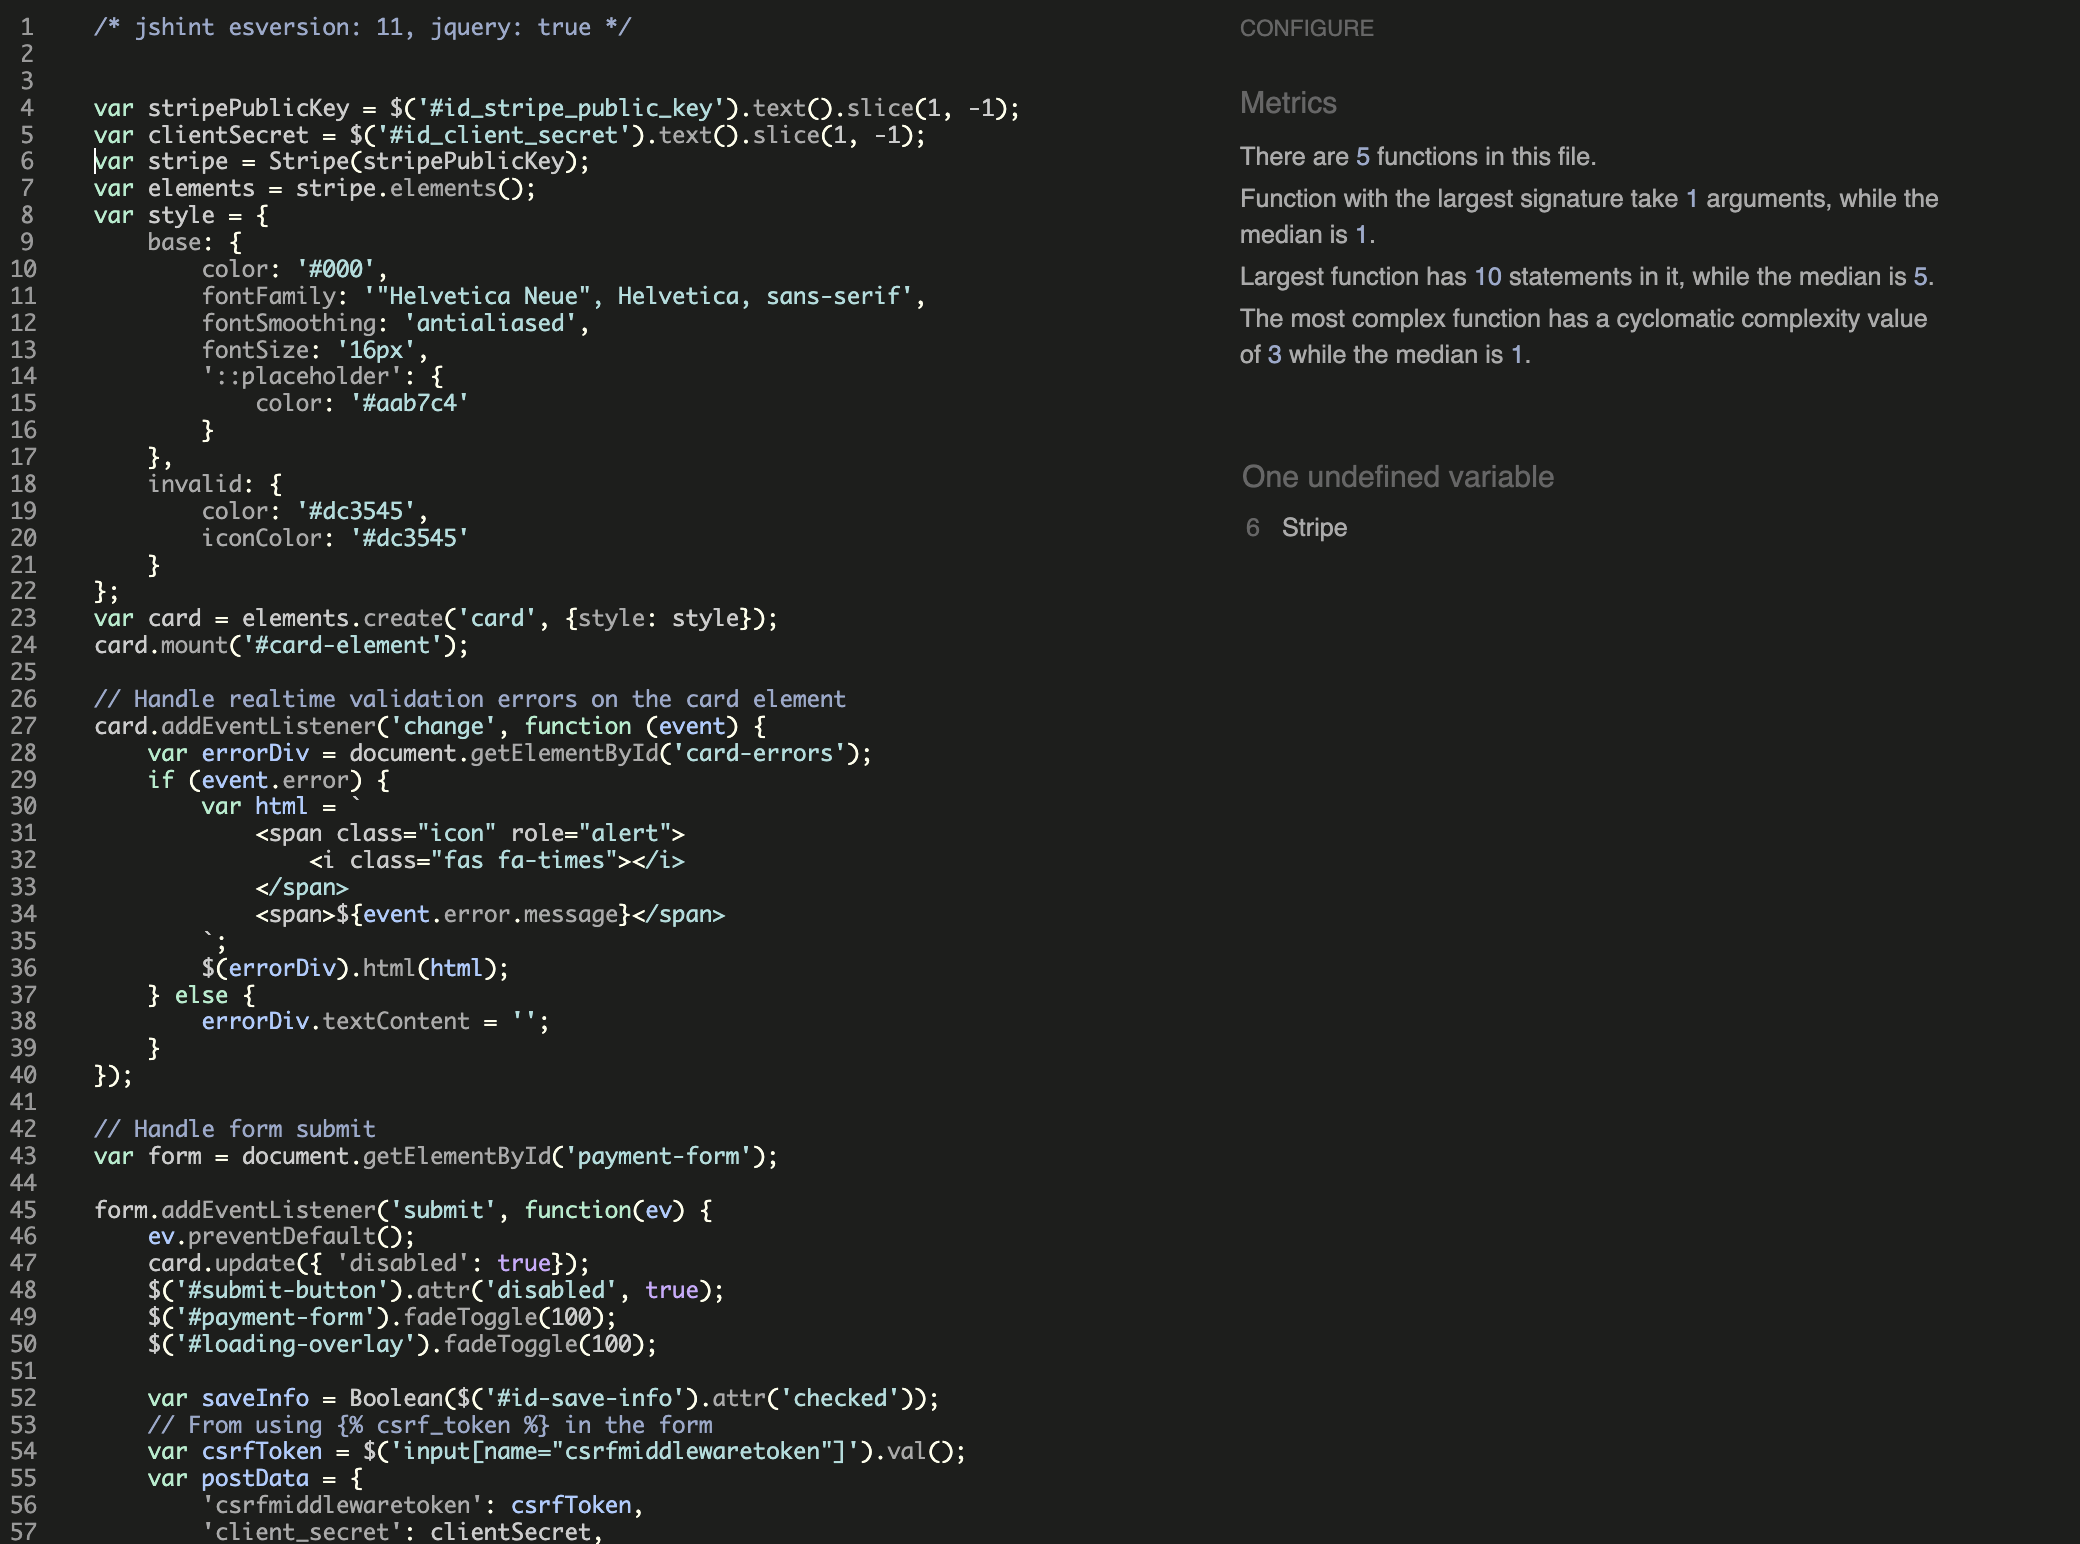 1 /* jshint esversion: 11, jquery: true */
2
3
4 var stripePublicKey = $('#id_stripe_public_key').text().slice(1, -1);
5 var clientSecret = $('#id_client_secret').text().slice(1, -1);
6 var stripe = Stripe(stripePublicKey);
7 var elements = stripe.elements();
8 var style = {
9     base: {
10         color: '#000',
11         fontFamily: '"Helvetica Neue", Helvetica, sans-serif',
12         fontSmoothing: 'antialiased',
13         fontSize: '16px',
14         '::placeholder': {
15             color: '#aab7c4'
16         }
17     },
18     invalid: {
19         color: '#dc3545',
20         iconColor: '#dc3545'
21     }
22 };
23 var card = elements.create('card', {style: style});
24 card.mount('#card-element');
25
26 // Handle realtime validation errors on the card element
27 card.addEventListener('change', function (event) {
28     var errorDiv = document.getElementById('card-errors');
29     if (event.error) {
30         var html = `
31             <span class="icon" role="alert">
32                 <i class="fas fa-times"></i>
33             </span>
34             <span>${event.error.message}</span>
35         `;
36         $(errorDiv).html(html);
37     } else {
38         errorDiv.textContent = '';
39     }
40 });
41
42 // Handle form submit
43 var form = document.getElementById('payment-form');
44
45 form.addEventListener('submit', function(ev) {
46     ev.preventDefault();
47     card.update({ 'disabled': true});
48     $('#submit-button').attr('disabled', true);
49     $('#payment-form').fadeToggle(100);
50     $('#loading-overlay').fadeToggle(100);
51
52     var saveInfo = Boolean($('#id-save-info').attr('checked'));
53     // From using {% csrf_token %} in the form
54     var csrfToken = $('input[name="csrfmiddlewaretoken"]').val();
55     var postData = {
56         'csrfmiddlewaretoken': csrfToken,
57         'client_secret': clientSecret,
CONFIGURE
Metrics
There are 5 functions in this file.
Function with the largest signature take 1 arguments, while the
median is 1.
Largest function has 10 statements in it, while the median is 5.
The most complex function has a cyclomatic complexity value
of 3 while the median is 1.
One undefined variable
6 Stripe